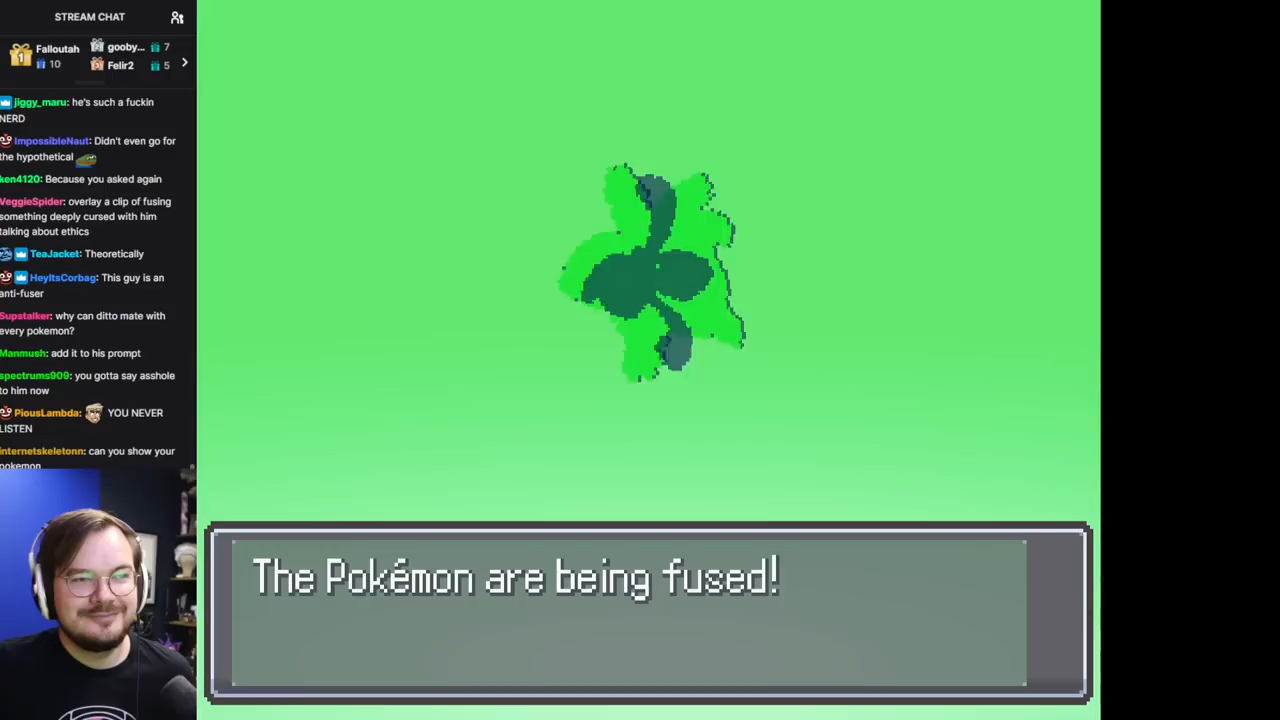 STREAM CHAT
Falloutah
10
gooby... 7
Felir2 5
jiggy_maru: he's such a fuckin
NERD
ImpossibleNaut: Didn't even go for
the hypothetical
ken4120: Because you asked again
VeggieSpider: overlay a clip of fusing
something deeply cursed with him
talking about ethics
TeaJacket: Theoretically
HeyItsCorbag: This guy is an
anti-fuser
Supstalker: why can ditto mate with
every pokemon?
Manmush: add it to his prompt
spectrums909: you gotta say asshole
to him now
PiousLambda: YOU NEVER
LISTEN
internetskeletonn: can you show your
pokemon
The Pokémon are being fused!